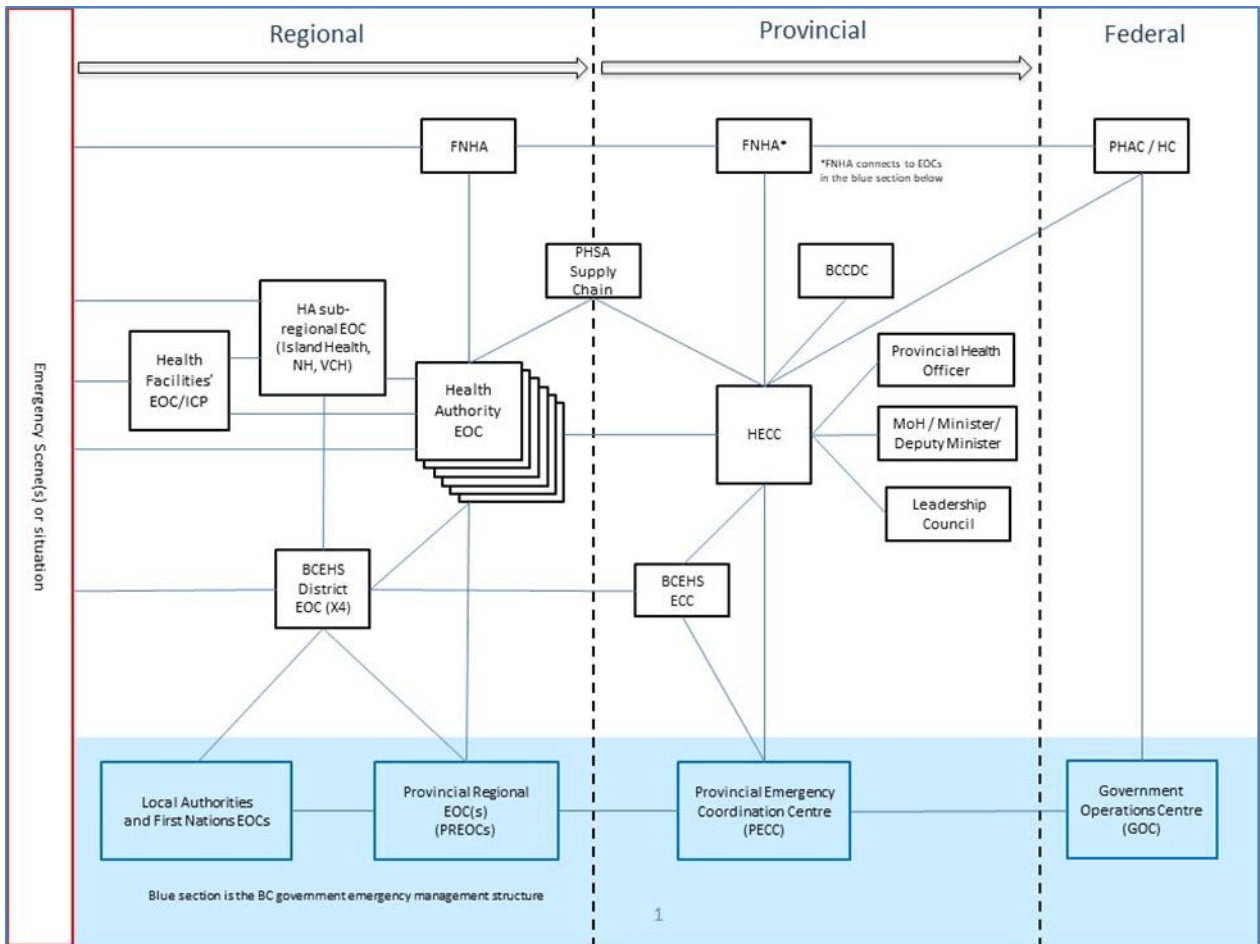 Regional
Provincial
Federal
FNHA
FNHA*
*FNHA connects to EOCs
in the blue section below
PHAC / HC
PHSA
Supply
Chain
BCCDC
HA sub-
regional EOC
(Island Health,
NH, VCH)
Health
Facilities'
EOC/ICP
Health
Authority
EOC
HECC
Provincial Health
Officer
MoH / Minister/
Deputy Minister
Leadership
Council
Emergency Scene(s) or situation
BCEHS
District
EOC (X4)
BCEHS
ECC
Local Authorities
and First Nations EOCs
Provincial Regional
EOC(s)
(PREOCs)
Provincial Emergency
Coordination Centre
(PECC)
Government
Operations Centre
(GOC)
Blue section is the BC government emergency management structure
1